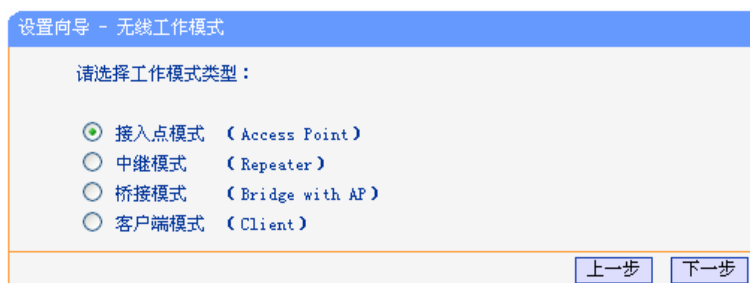 设置向导 - 无线工作模式
请选择工作模式类型：
接入点模式 （Access Point）
中继模式 （Repeater）
桥接模式 （Bridge with AP）
客户端模式 （Client）
上一步 下一步